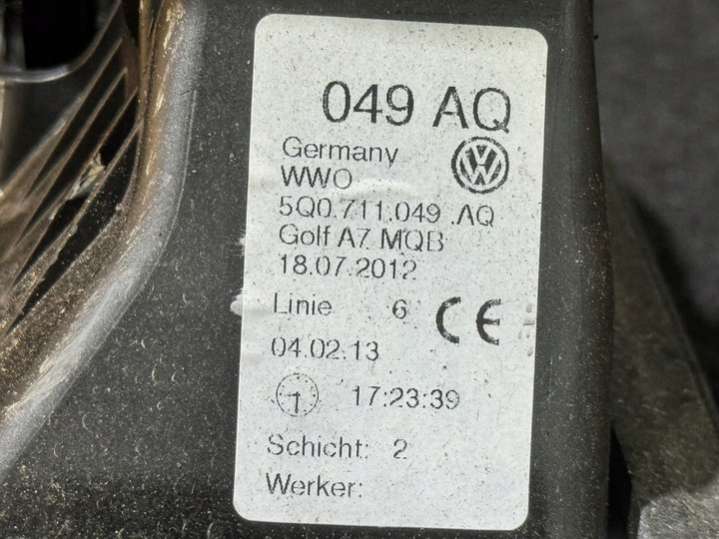 049 AQ
Germany
WWO
5Q0.711.049 .AQ
Golf A7 MQB
18.07.2012
Linie 6 CE
04.02.13
1 17:23:39
Schicht: 2
Werker: